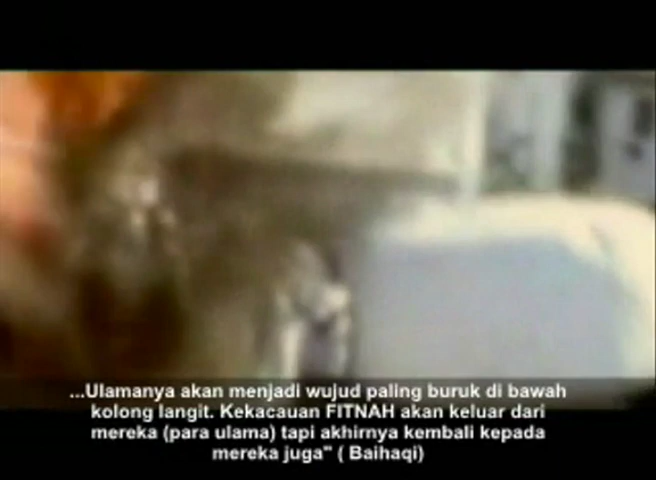 ...Ulamanya akan menjadi wujud paling buruk di bawah
kolong langit. Kekacauan FITNAH akan keluar dari
mereka (para ulama) tapi akhirnya kembali kepada
mereka juga" ( Baihaqi)